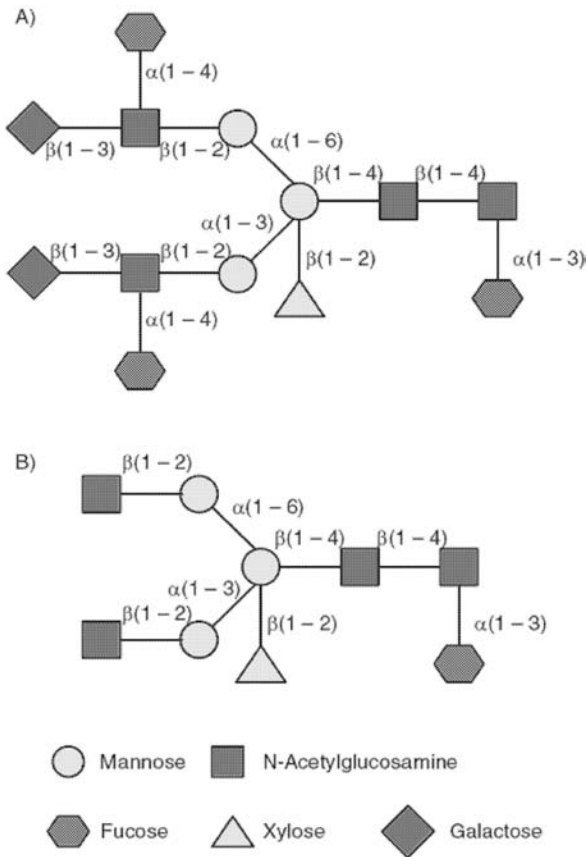 A)
α(1 – 4)
β(1 – 3) β(1 – 2) α(1 – 6)
β(1 – 4) β(1 – 4)
α(1 – 3)
β(1 – 3) β(1 – 2) β(1 – 2) α(1 – 3)
α(1 – 4)
B)
β(1 – 2)
α(1 – 6)
β(1 – 4) β(1 – 4)
α(1 – 3)
β(1 – 2) β(1 – 2) α(1 – 3)
Mannose N-Acetylglucosamine
Fucose Xylose Galactose